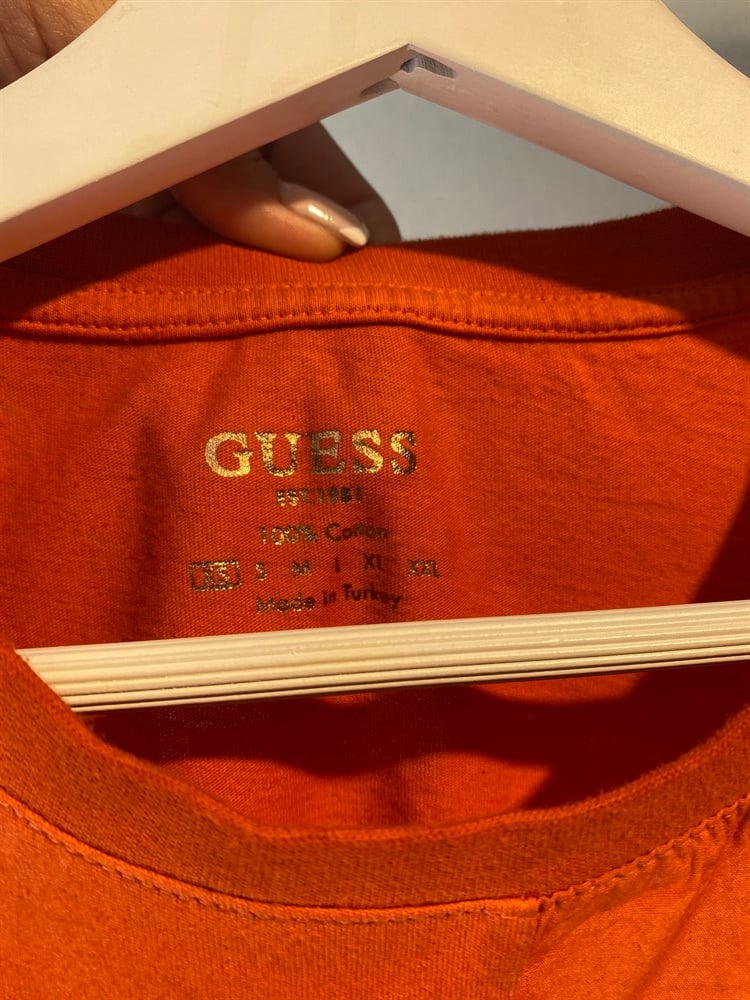 GUESS
EST.1981
100% Cotton
XS S M L XL XXL
Made in Turkey